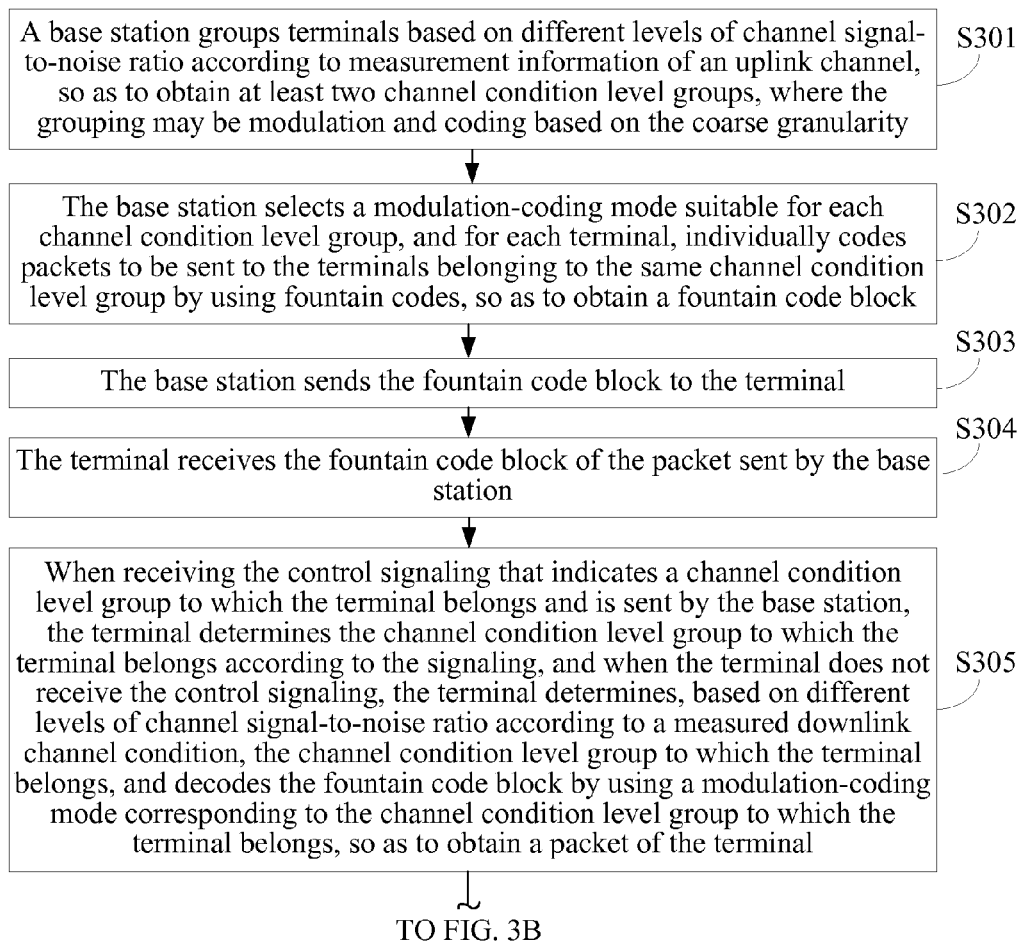 A base station groups terminals based on different levels of channel signal-
to-noise ratio according to measurement information of an uplink channel,
so as to obtain at least two channel condition level groups, where the
grouping may be modulation and coding based on the coarse granularity
S301
The base station selects a modulation-coding mode suitable for each
channel condition level group, and for each terminal, individually codes
packets to be sent to the terminals belonging to the same channel condition
level group by using fountain codes, so as to obtain a fountain code block
S302
The base station sends the fountain code block to the terminal
S303
The terminal receives the fountain code block of the packet sent by the base
station
S304
When receiving the control signaling that indicates a channel condition
level group to which the terminal belongs and is sent by the base station,
the terminal determines the channel condition level group to which the
terminal belongs according to the signaling, and when the terminal does not
receive the control signaling, the terminal determines, based on different
levels of channel signal-to-noise ratio according to a measured downlink
channel condition, the channel condition level group to which the terminal
belongs, and decodes the fountain code block by using a modulation-coding
mode corresponding to the channel condition level group to which the
terminal belongs, so as to obtain a packet of the terminal
S305
TO FIG. 3B